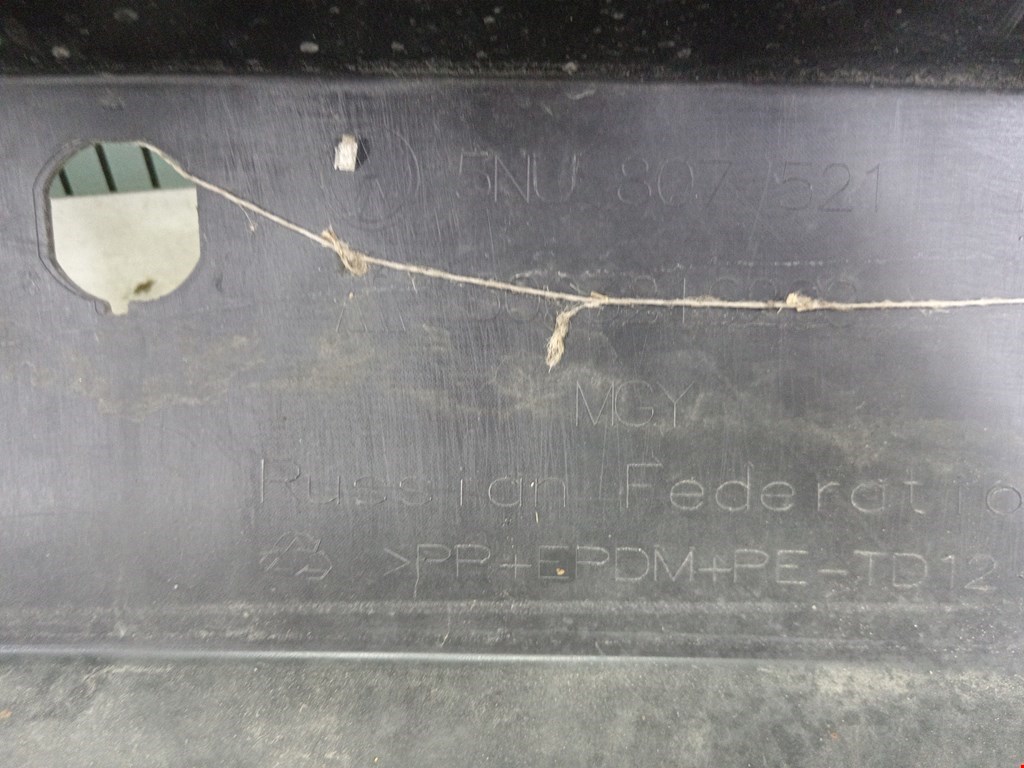 5NU 807 521
MGY
Russian Federatio
>PP+EPDM+PE-TD12